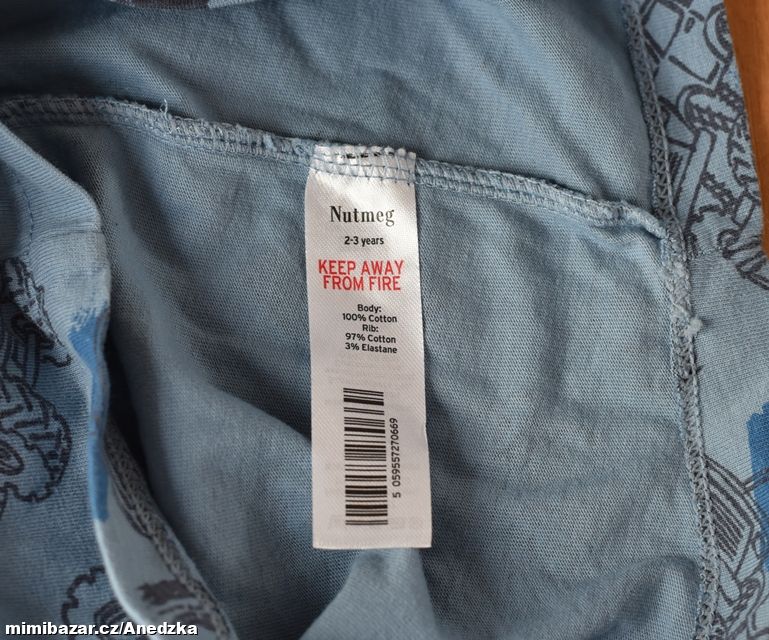 Nutmeg
2-3 years
KEEP AWAY
FROM FIRE
Body:
100% Cotton
Rib:
97% Cotton
3% Elastane
5 059557 270669
mimibazar.cz/Anedzka